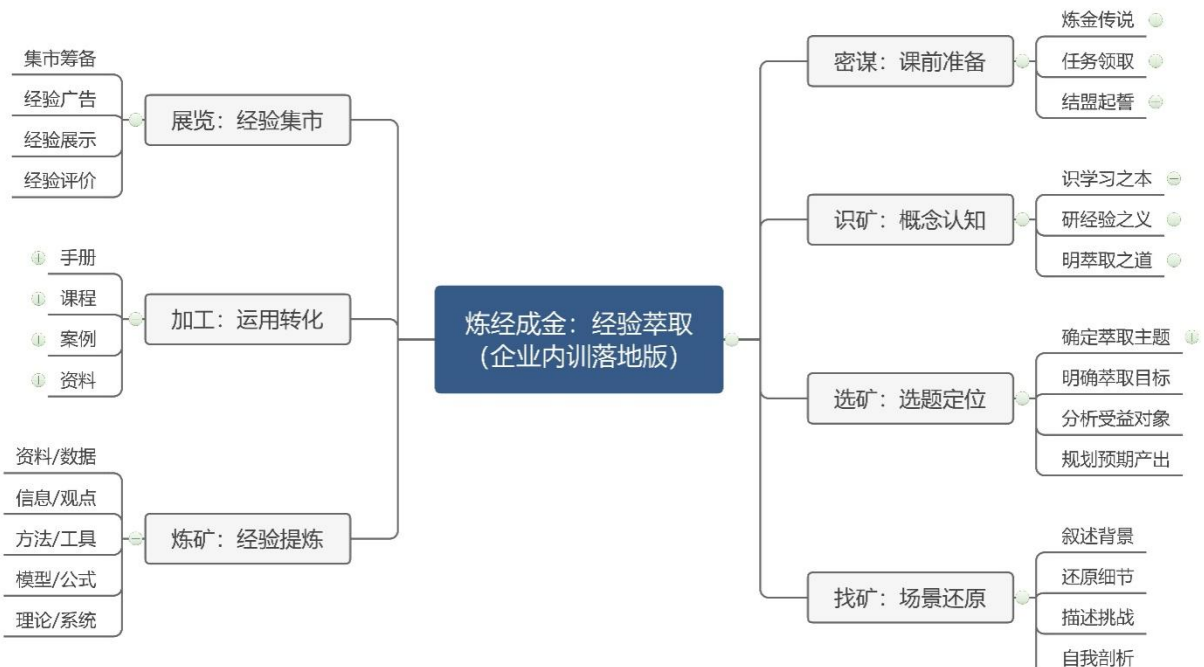 炼经成金：经验萃取
（企业内训落地版）
密谋：课前准备
炼金传说
任务领取
结盟起誓
识矿：概念认知
识学习之本
研经验之义
明萃取之道
选矿：选题定位
确定萃取主题
明确萃取目标
分析受益对象
规划预期产出
找矿：场景还原
叙述背景
还原细节
描述挑战
自我剖析
展览：经验集市
集市筹备
经验广告
经验展示
经验评价
加工：运用转化
手册
课程
案例
资料
炼矿：经验提炼
资料/数据
信息/观点
方法/工具
模型/公式
理论/系统